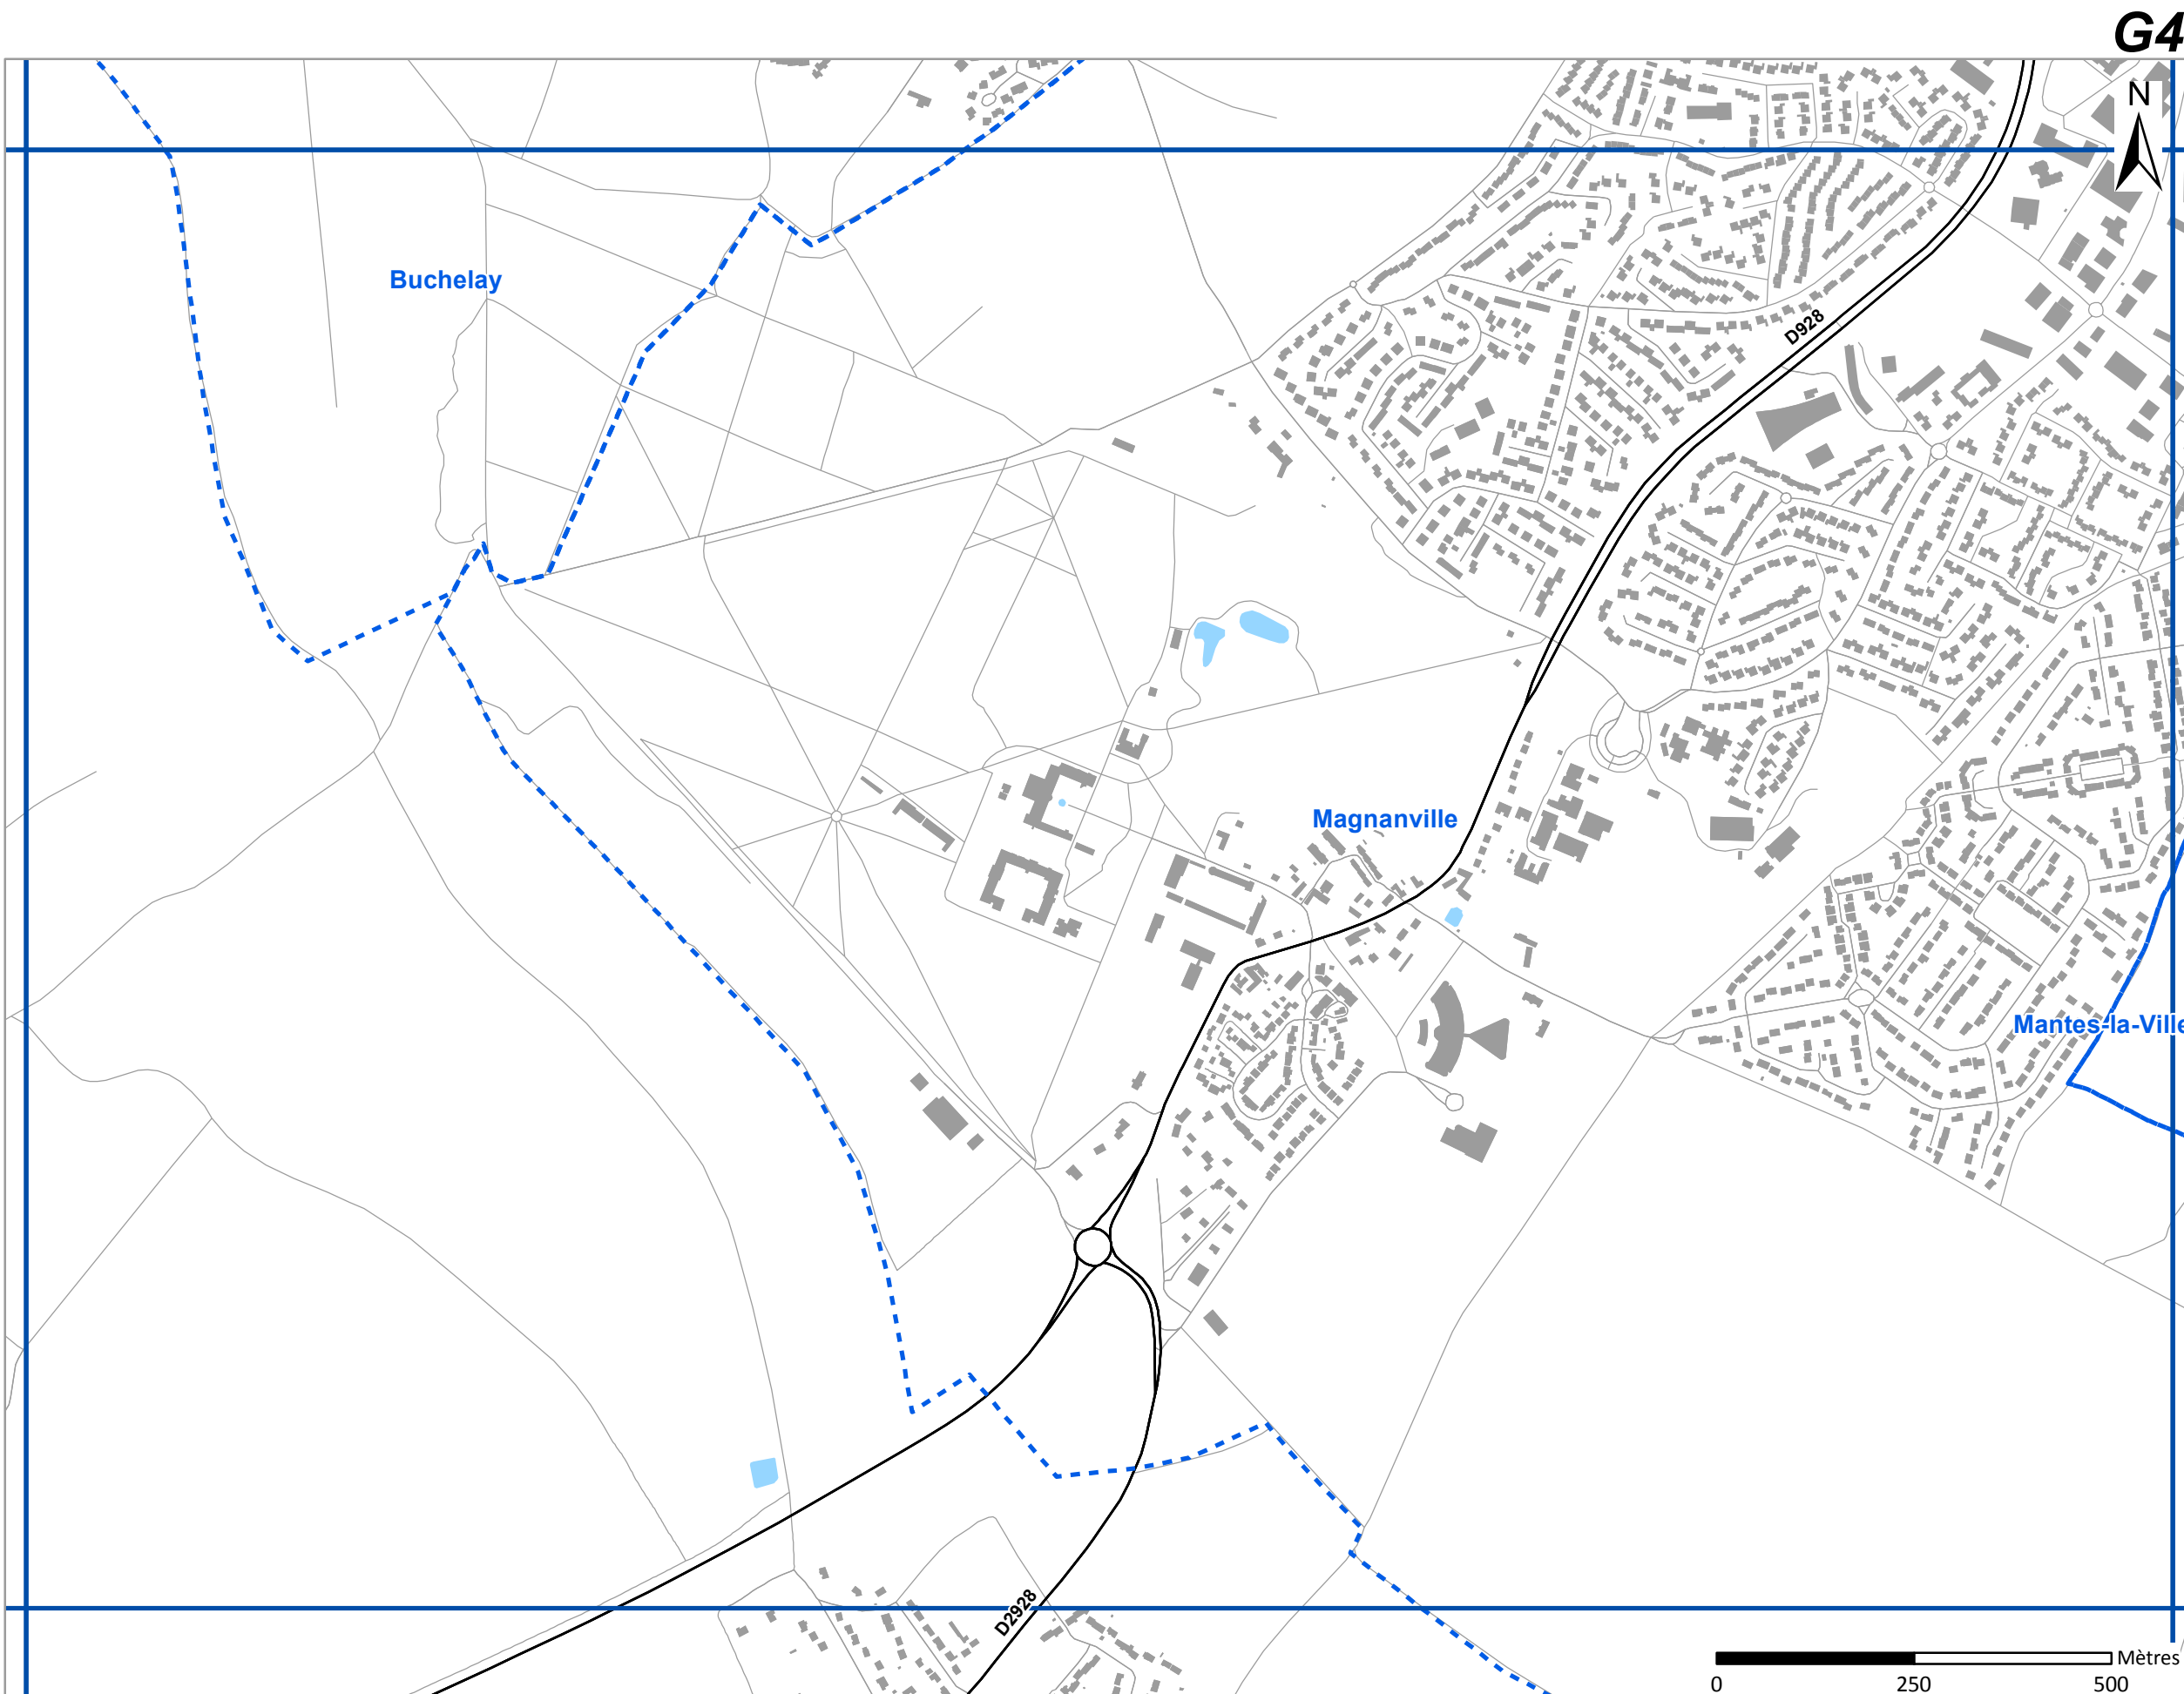 G4
N
Buchelay
D928
Magnanville
Mantes-la-Ville
D2928
Mètres
0 250 500